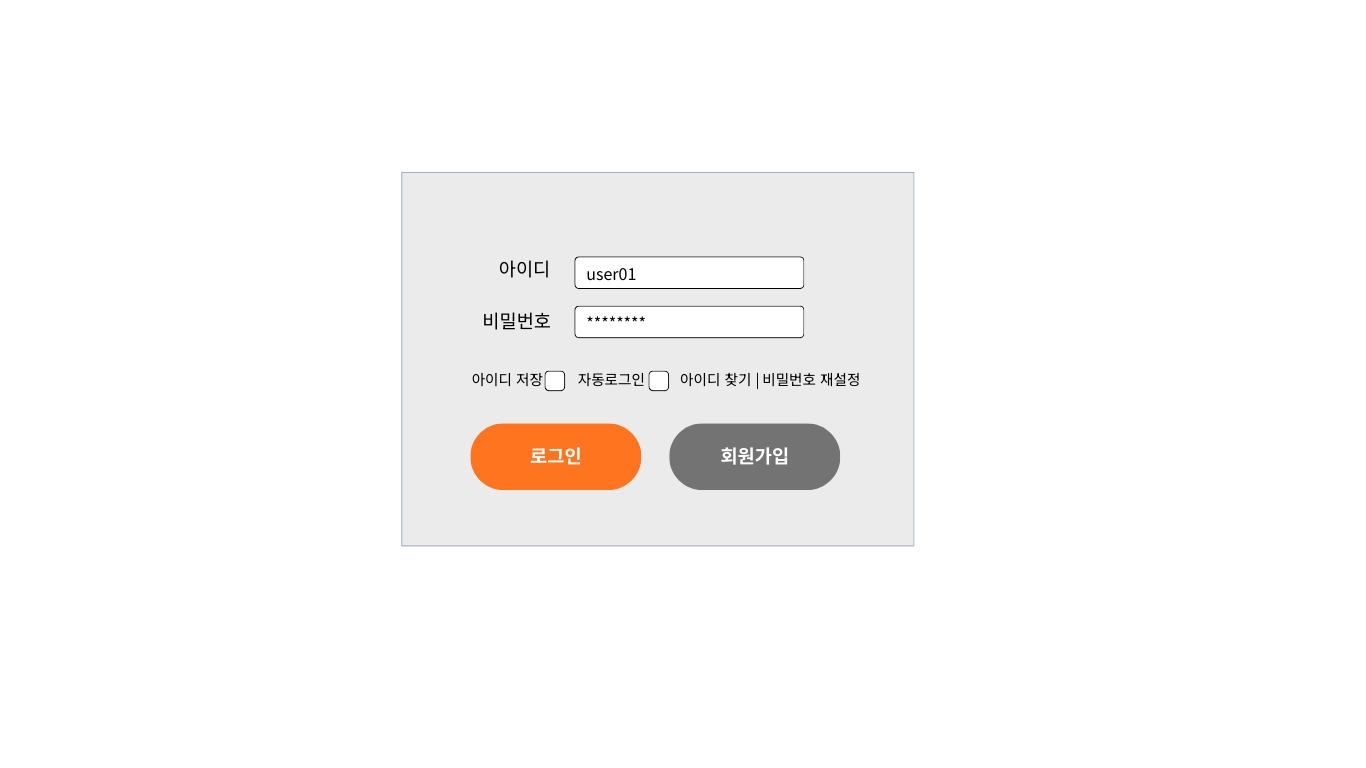 아이디
user01
비밀번호
********
아이디 저장 자동로그인 아이디 찾기 | 비밀번호 재설정
로그인 회원가입